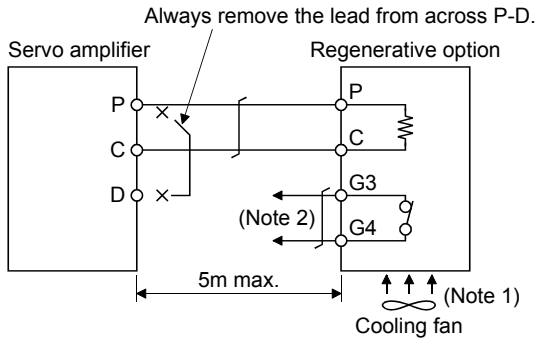 Always remove the lead from across P-D.
Servo amplifier
Regenerative option
P
P
C
C
D
G3
(Note 2)
G4
5m max.
(Note 1)
Cooling fan